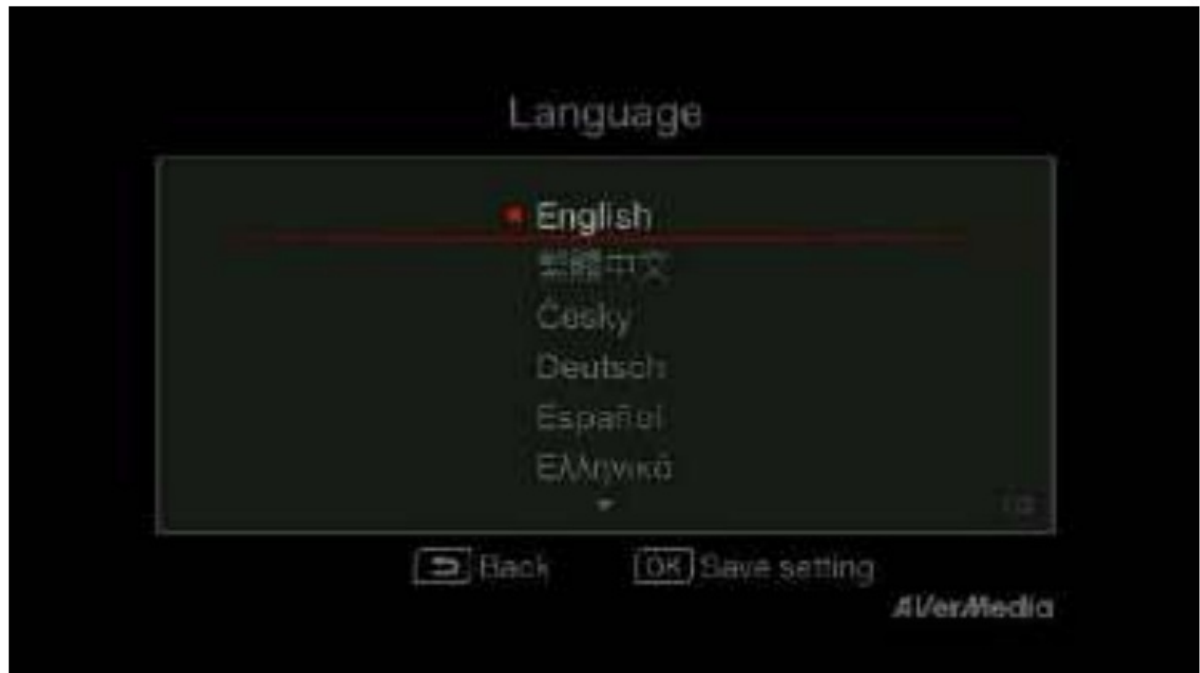 Language
English
繁體中文
Česky
Deutsch
Español
Ελληνικά
Back OK Save setting
AVerMedia